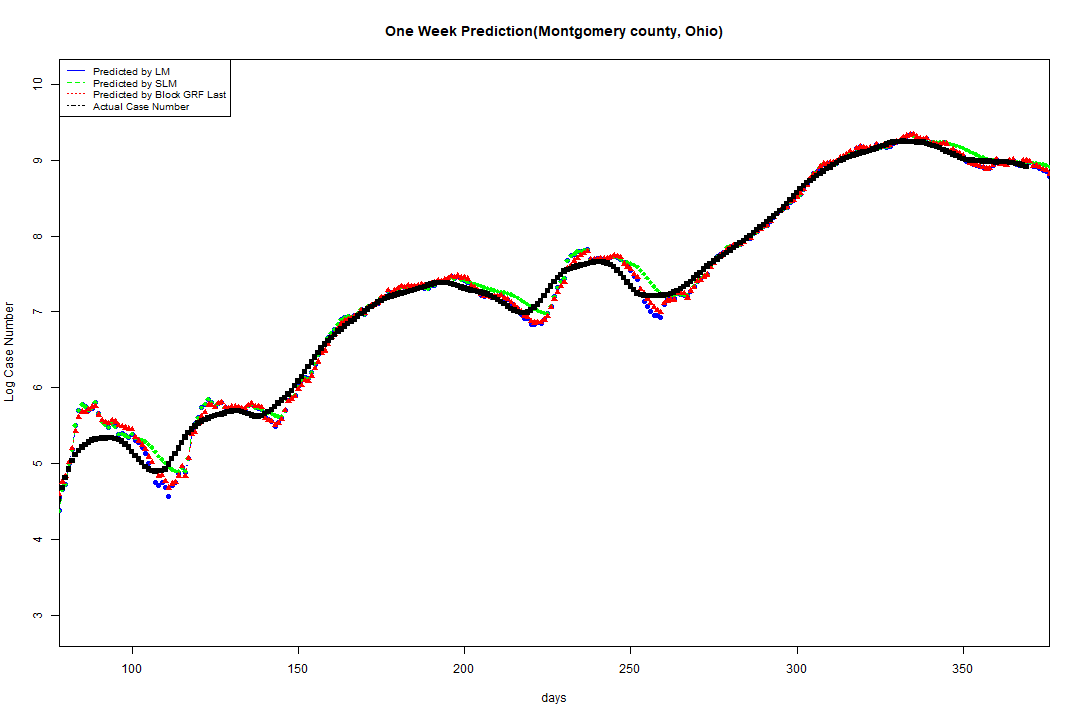 One Week Prediction(Montgomery county, Ohio)
Predicted by LM
Predicted by SLM
Predicted by Block GRF Last
Actual Case Number
10
9
8
7
6
5
4
3
Log Case Number
100 150 200 250 300 350
days